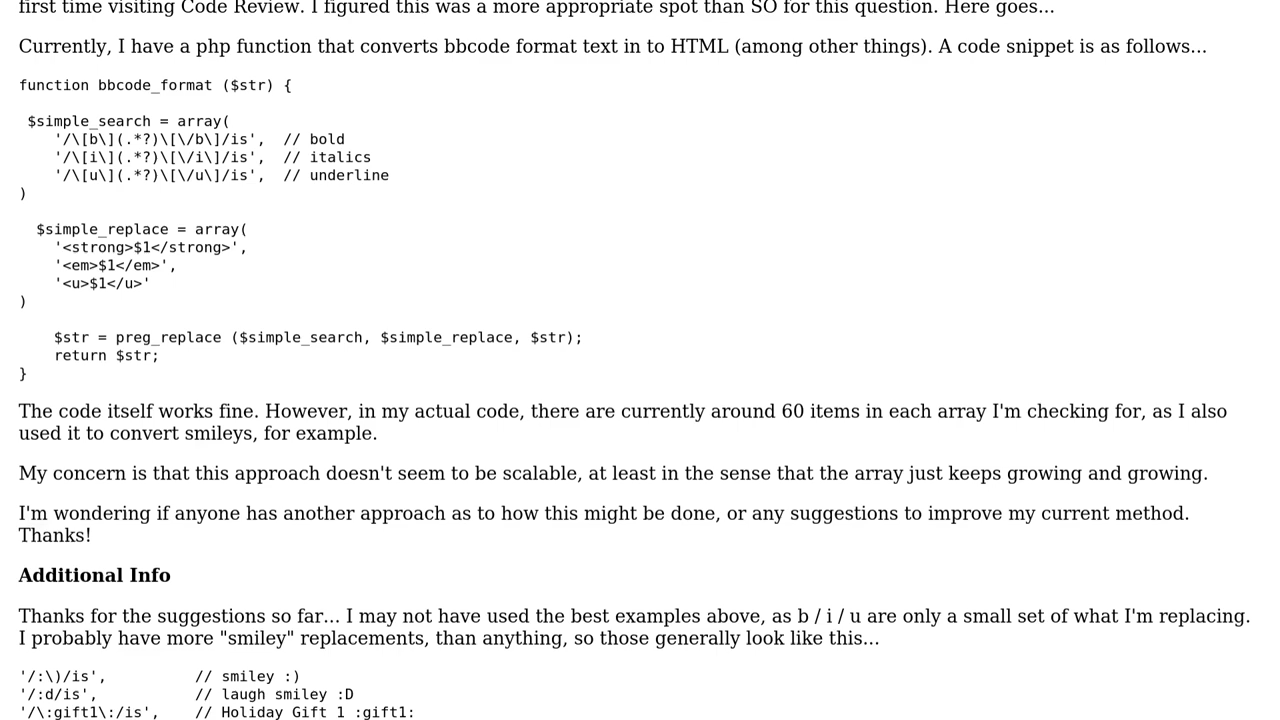 first time visiting Code Review. I figured this was a more appropriate spot than SO for this question. Here goes...
Currently, I have a php function that converts bbcode format text in to HTML (among other things). A code snippet is as follows...
function bbcode_format ($str) {
$simple_search = array(
'/\[b\](.*?)\[\/b\]/is',  // bold
'/\[i\](.*?)\[\/i\]/is',  // italics
'/\[u\](.*?)\[\/u\]/is',  // underline
)
$simple_replace = array(
'<strong>$1</strong>',
'<em>$1</em>',
'<u>$1</u>'
)
$str = preg_replace ($simple_search, $simple_replace, $str);
return $str;
}
The code itself works fine. However, in my actual code, there are currently around 60 items in each array I'm checking for, as I also
used it to convert smileys, for example.
My concern is that this approach doesn't seem to be scalable, at least in the sense that the array just keeps growing and growing.
I'm wondering if anyone has another approach as to how this might be done, or any suggestions to improve my current method.
Thanks!
Additional Info
Thanks for the suggestions so far... I may not have used the best examples above, as b / i / u are only a small set of what I'm replacing.
I probably have more "smiley" replacements, than anything, so those generally look like this...
'/:\)/is',          // smiley :)
'/:d/is',           // laugh smiley :D
'/\:gift1\:/is',    // Holiday Gift 1 :gift1: